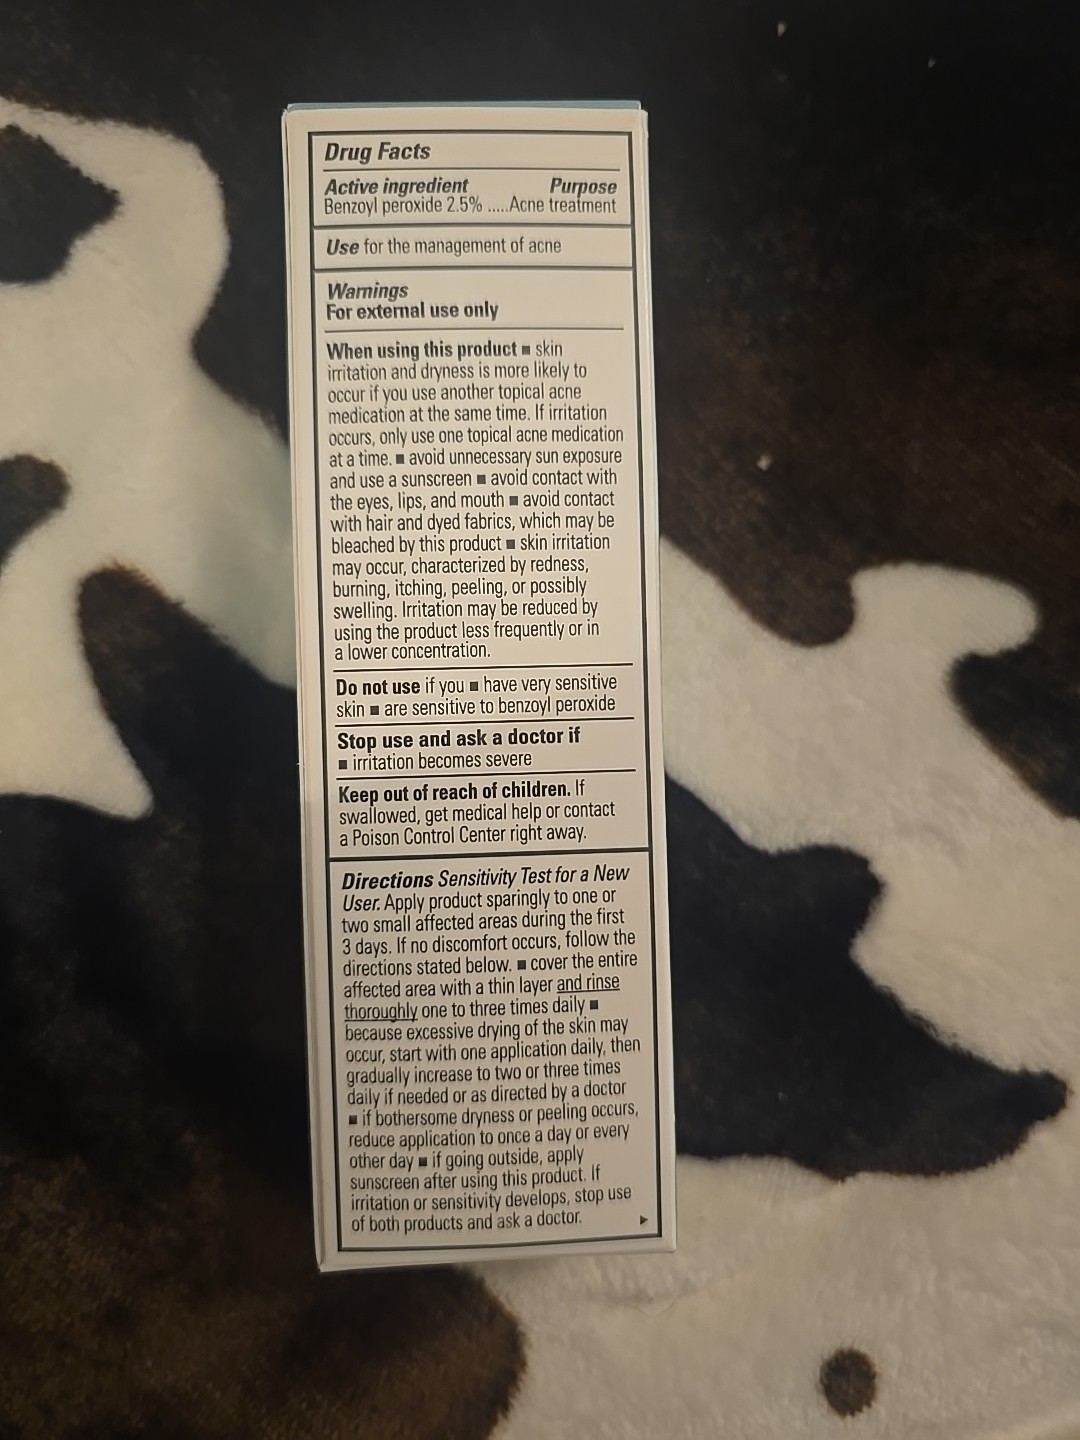 Drug Facts
Active ingredient Purpose
Benzoyl peroxide 2.5% .....Acne treatment
Use for the management of acne
Warnings
For external use only
When using this product ■ skin
irritation and dryness is more likely to
occur if you use another topical acne
medication at the same time. If irritation
occurs, only use one topical acne medication
at a time. ■ avoid unnecessary sun exposure
and use a sunscreen ■ avoid contact with
the eyes, lips, and mouth ■ avoid contact
with hair and dyed fabrics, which may be
bleached by this product ■ skin irritation
may occur, characterized by redness,
burning, itching, peeling, or possibly
swelling. Irritation may be reduced by
using the product less frequently or in
a lower concentration.
Do not use if you ■ have very sensitive
skin ■ are sensitive to benzoyl peroxide
Stop use and ask a doctor if
■ irritation becomes severe
Keep out of reach of children. If
swallowed, get medical help or contact
a Poison Control Center right away.
Directions Sensitivity Test for a New
User. Apply product sparingly to one or
two small affected areas during the first
3 days. If no discomfort occurs, follow the
directions stated below. ■ cover the entire
affected area with a thin layer and rinse
thoroughly one to three times daily ■
because excessive drying of the skin may
occur, start with one application daily, then
gradually increase to two or three times
daily if needed or as directed by a doctor
■ if bothersome dryness or peeling occurs,
reduce application to once a day or every
other day ■ if going outside, apply
sunscreen after using this product. If
irritation or sensitivity develops, stop use
of both products and ask a doctor.